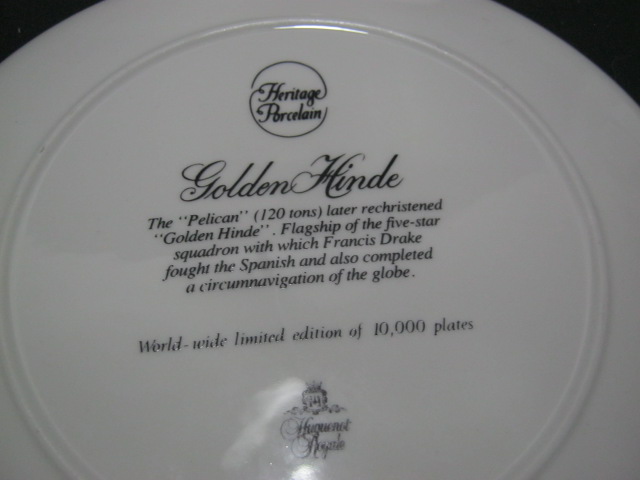 Heritage
Porcelain
Golden Hinde
The "Pelican" (120 tons) later rechristened
"Golden Hinde". Flagship of the five-star
squadron with which Francis Drake
fought the Spanish and also completed
a circumnavigation of the globe.
World-wide limited edition of 10,000 plates
Huguenot
Royale